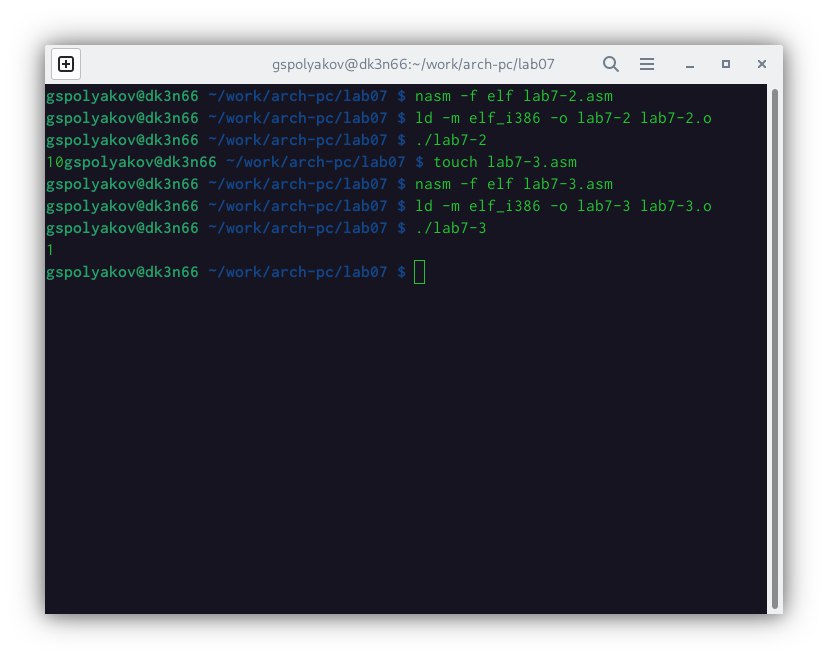 gspolyakov@dk3n66:~/work/arch-pc/lab07
gspolyakov@dk3n66 ~/work/arch-pc/lab07 $ nasm -f elf lab7-2.asm
gspolyakov@dk3n66 ~/work/arch-pc/lab07 $ ld -m elf_i386 -o lab7-2 lab7-2.o
gspolyakov@dk3n66 ~/work/arch-pc/lab07 $ ./lab7-2
10gspolyakov@dk3n66 ~/work/arch-pc/lab07 $ touch lab7-3.asm
gspolyakov@dk3n66 ~/work/arch-pc/lab07 $ nasm -f elf lab7-3.asm
gspolyakov@dk3n66 ~/work/arch-pc/lab07 $ ld -m elf_i386 -o lab7-3 lab7-3.o
gspolyakov@dk3n66 ~/work/arch-pc/lab07 $ ./lab7-3
1
gspolyakov@dk3n66 ~/work/arch-pc/lab07 $